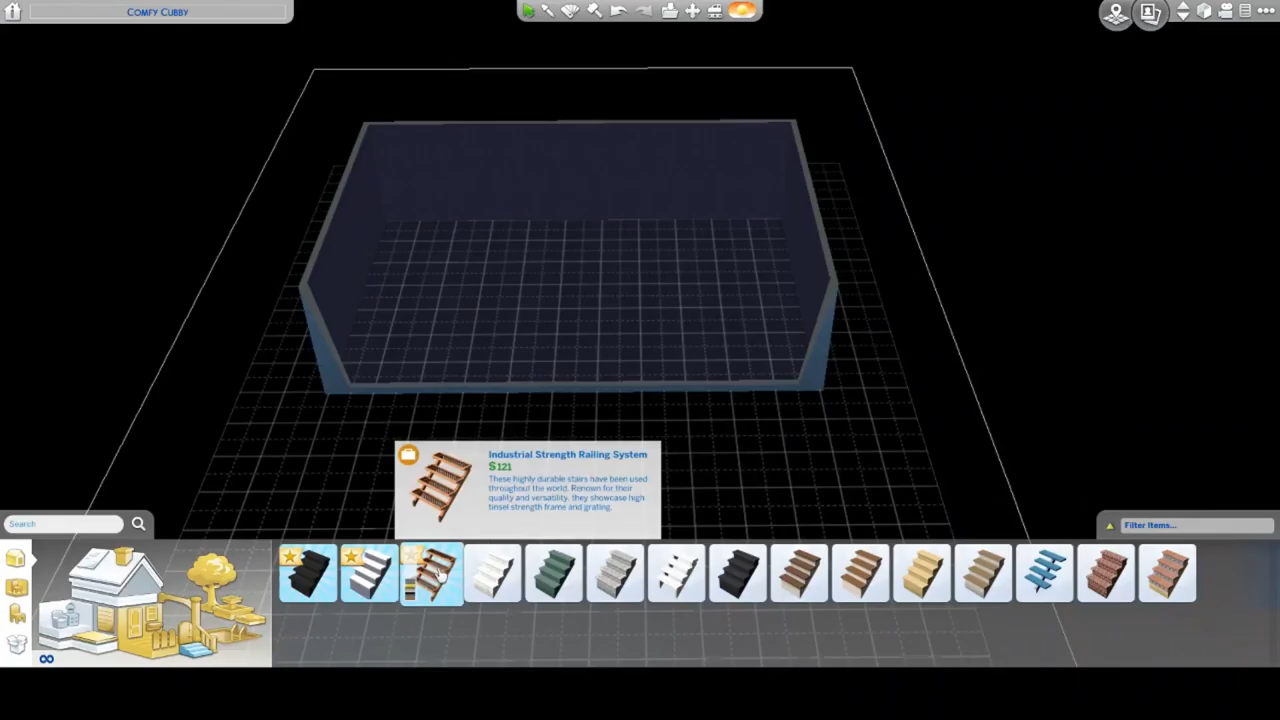 COMFY CUBBY
Industrial Strength Railing System
$121
These highly durable stairs have been used
throughout the world. Renown for their
quality and versatility, they showcase high
tinsel strength frame and grating.
Search
Filter Items...